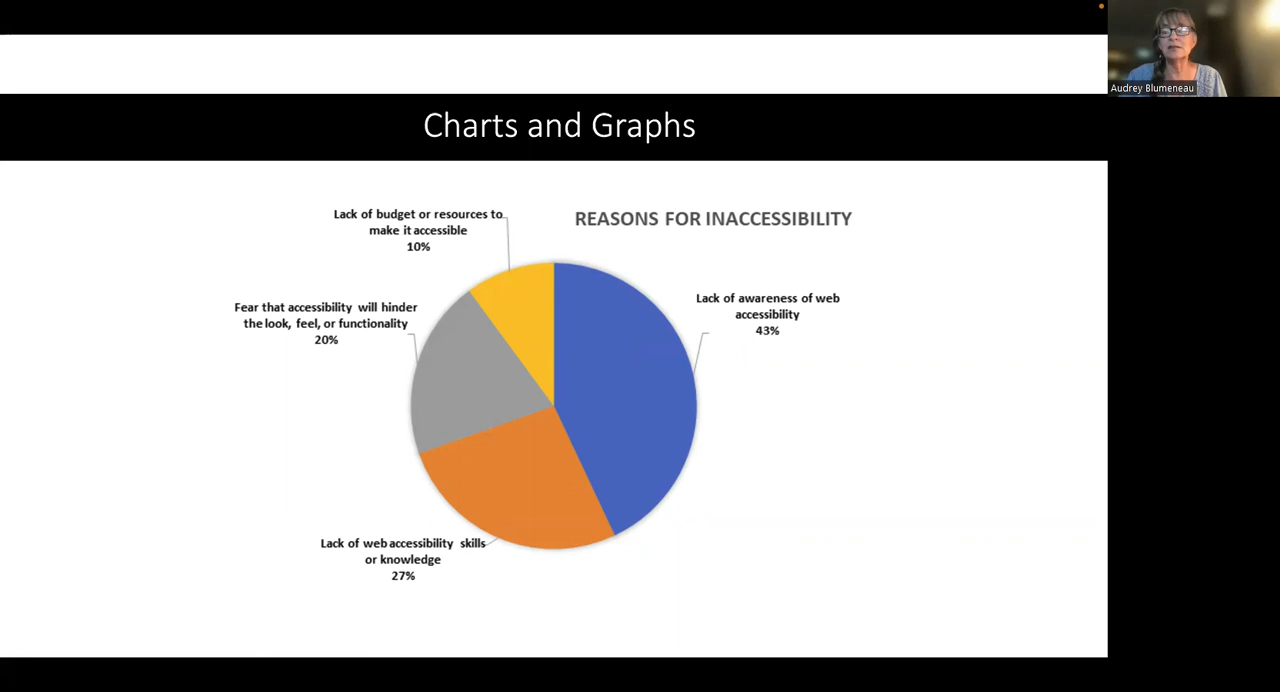 Audrey Blumeneau
Charts and Graphs
REASONS FOR INACCESSIBILITY
Lack of budget or resources to
make it accessible
10%
Lack of awareness of web
accessibility
43%
Fear that accessibility will hinder
the look, feel, or functionality
20%
Lack of web accessibility skills
or knowledge
27%